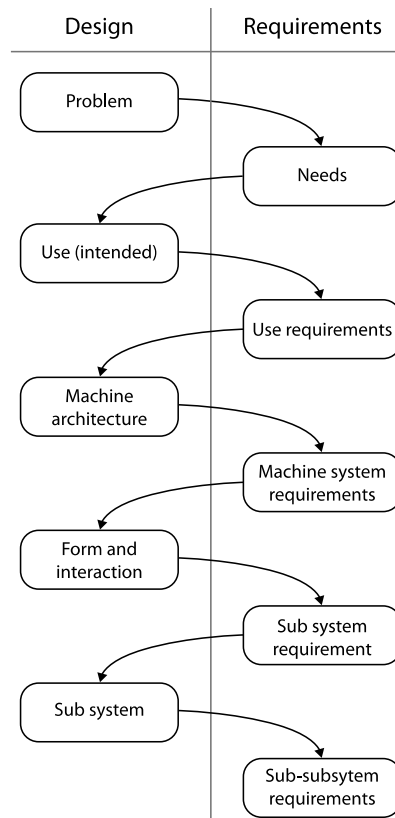 Design
Requirements
Problem
Needs
Use (intended)
Use requirements
Machine
architecture
Machine system
requirements
Form and
interaction
Sub system
requirement
Sub system
Sub-subsytem
requirements